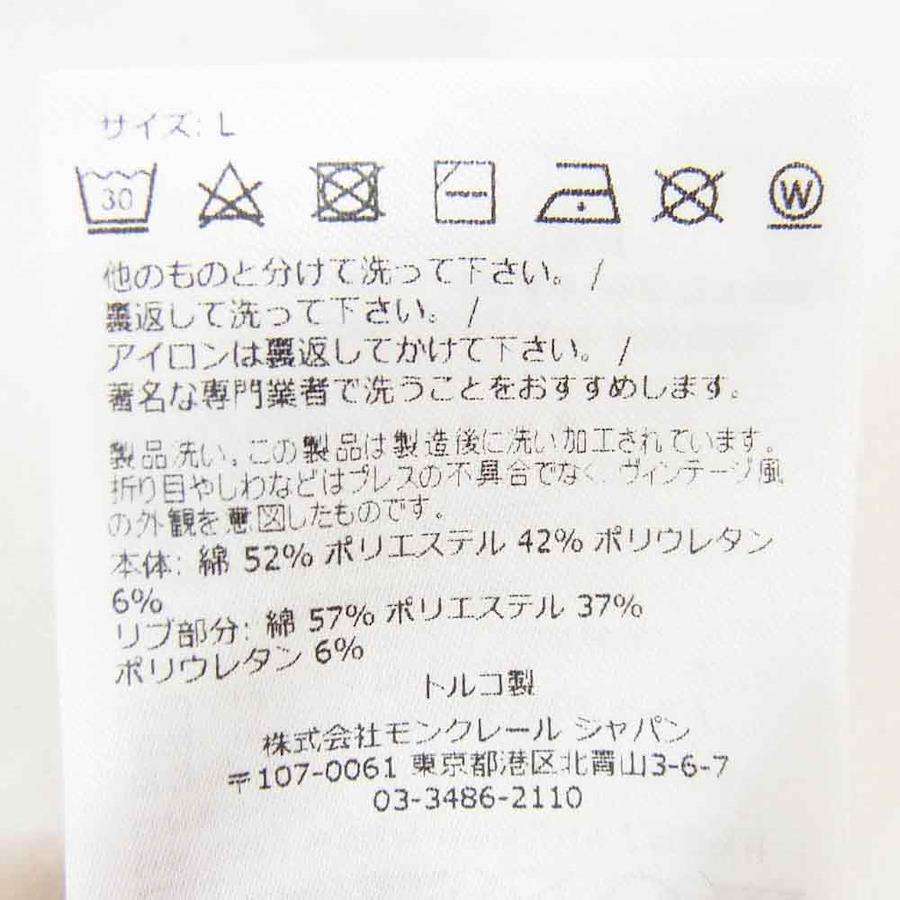 サイズ: L
30
W
他のものと分けて洗って下さい。 /
裏返して洗って下さい。 /
アイロンは裏返してかけて下さい。 /
著名な専門業者で洗うことをおすすめします。
製品洗い。この製品は製造後に洗い加工されています。
折り目やしわなどはプレスの不具合でなく、ヴィンテージ風
の外観を意図したものです。
本体: 綿 52% ポリエステル 42% ポリウレタン
6%
リブ部分: 綿 57% ポリエステル 37%
ポリウレタン 6%
トルコ製
株式会社モンクレール ジャパン
〒107-0061 東京都港区北青山3-6-7
03-3486-2110